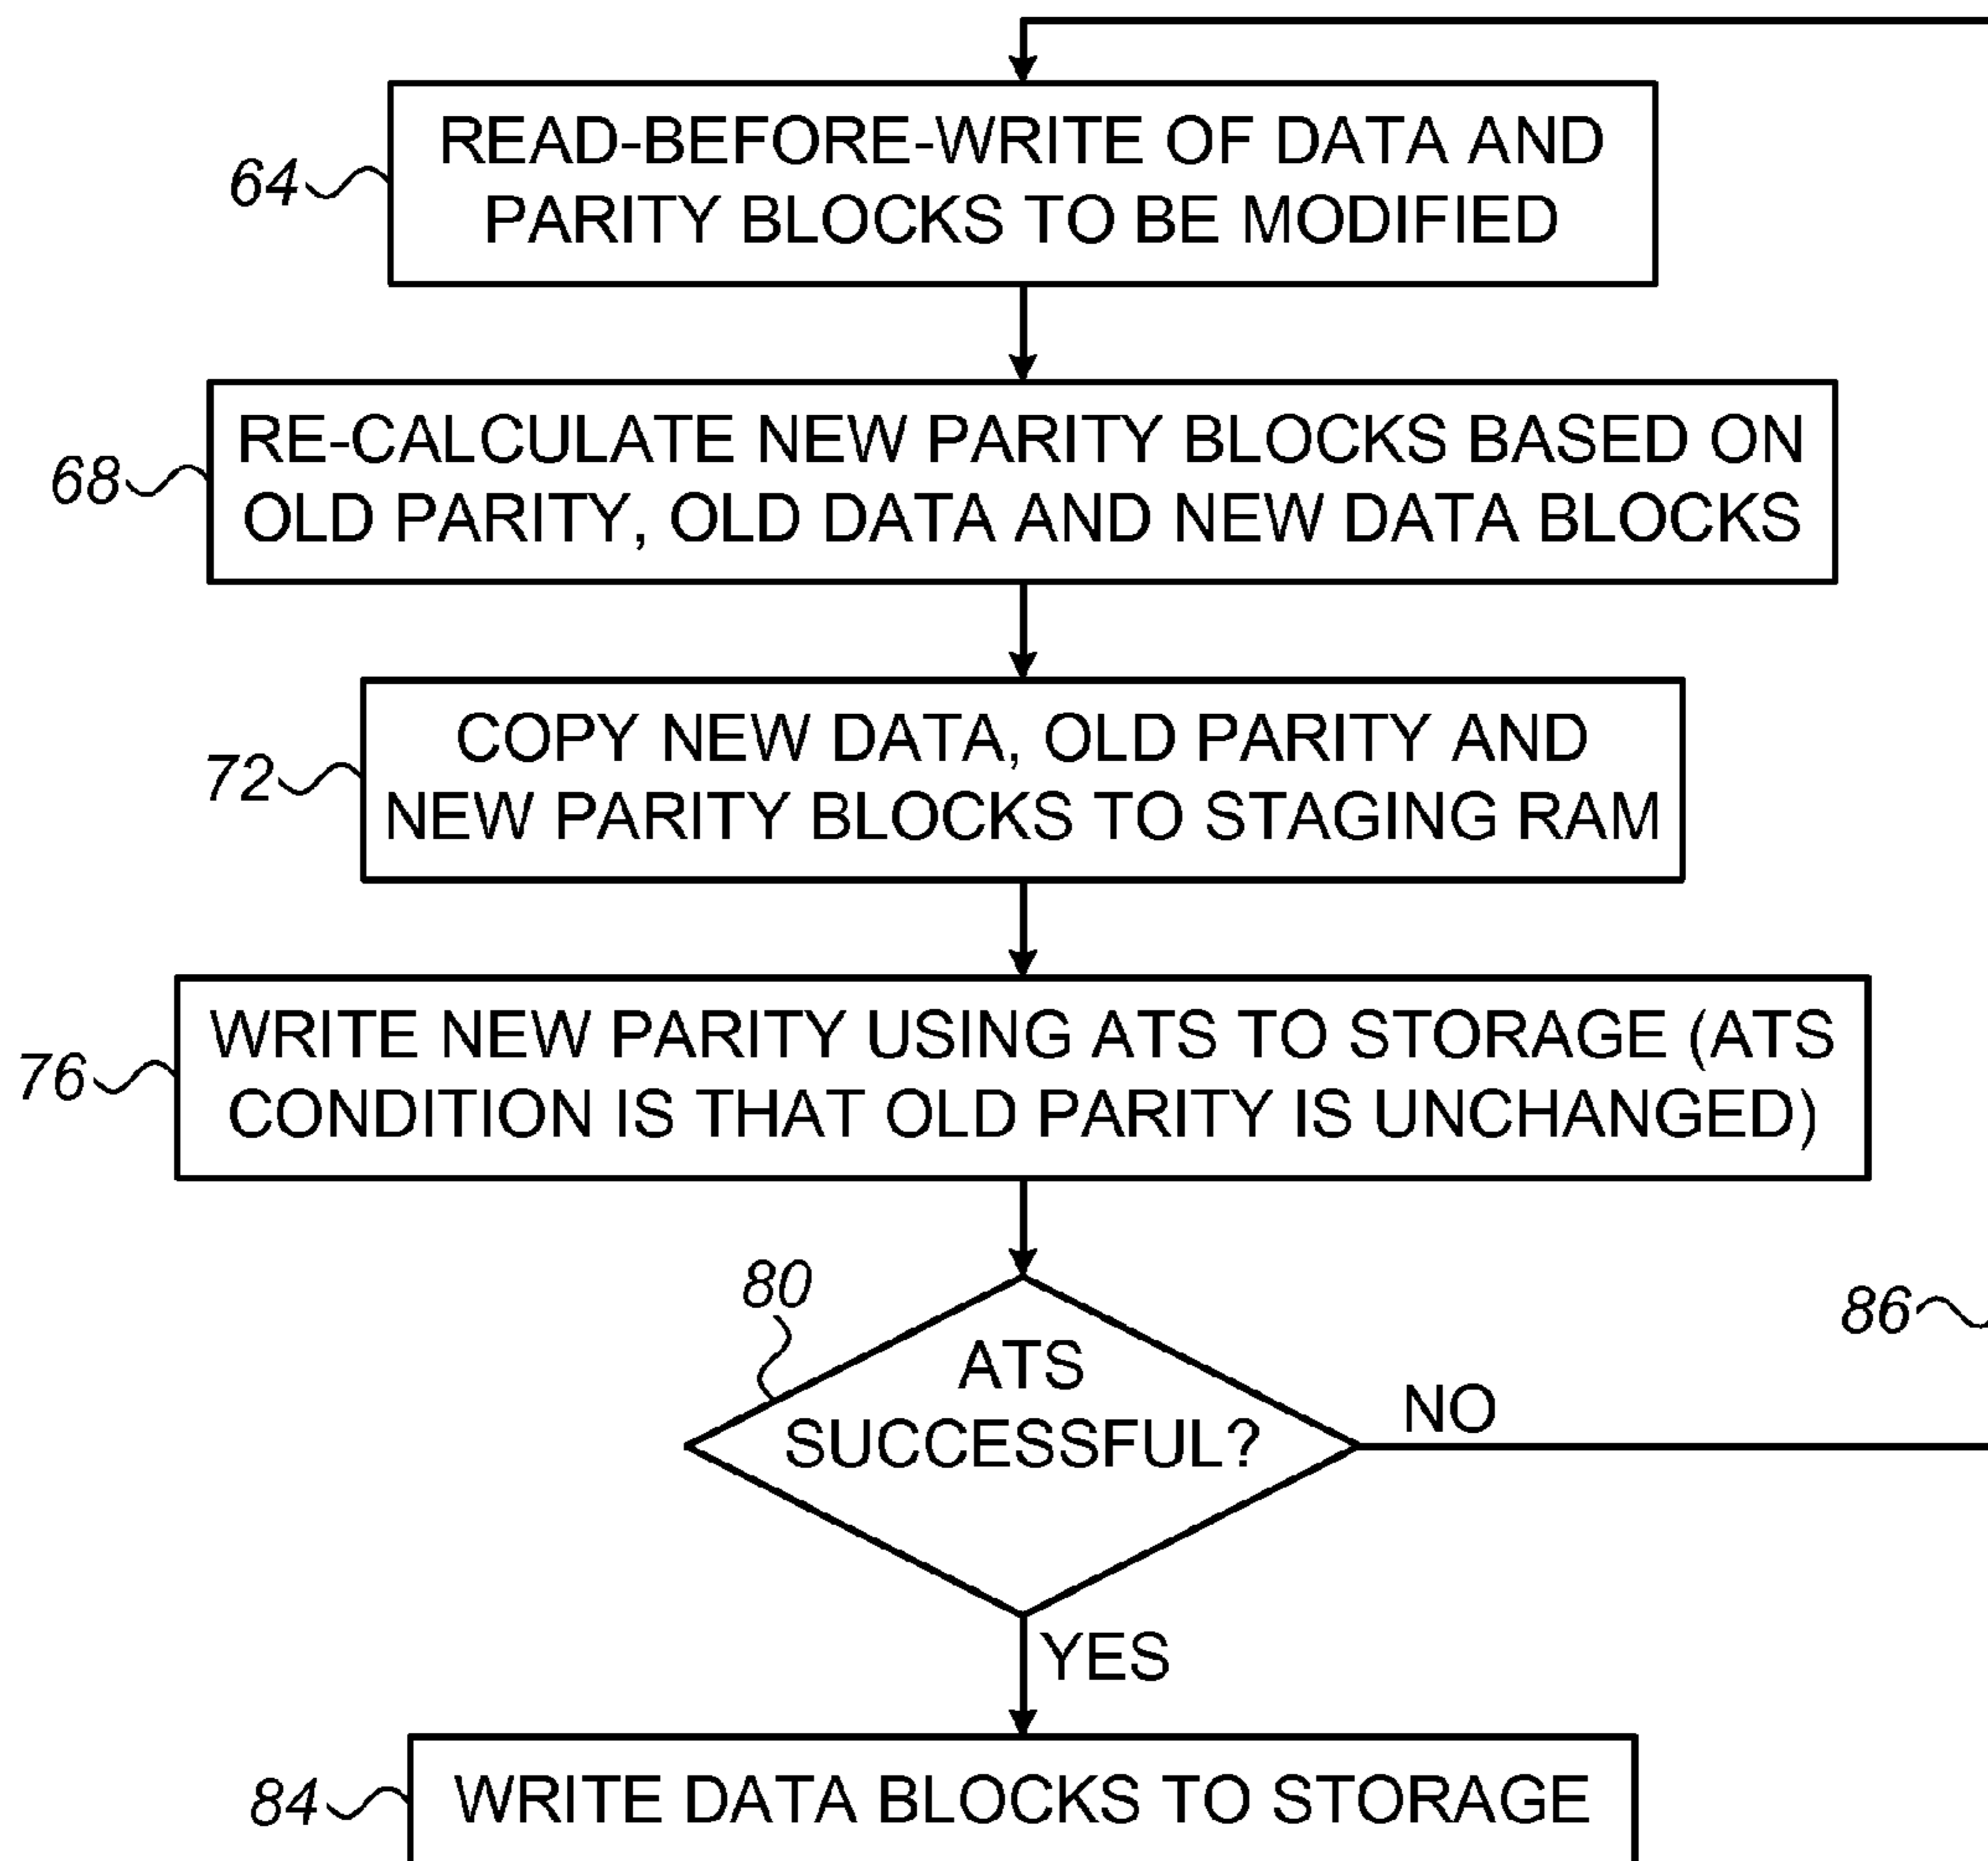 64
READ-BEFORE-WRITE OF DATA AND
PARITY BLOCKS TO BE MODIFIED
68
RE-CALCULATE NEW PARITY BLOCKS BASED ON
OLD PARITY, OLD DATA AND NEW DATA BLOCKS
72
COPY NEW DATA, OLD PARITY AND
NEW PARITY BLOCKS TO STAGING RAM
76
WRITE NEW PARITY USING ATS TO STORAGE (ATS
CONDITION IS THAT OLD PARITY IS UNCHANGED)
80
86
ATS
SUCCESSFUL?
NO
YES
84
WRITE DATA BLOCKS TO STORAGE